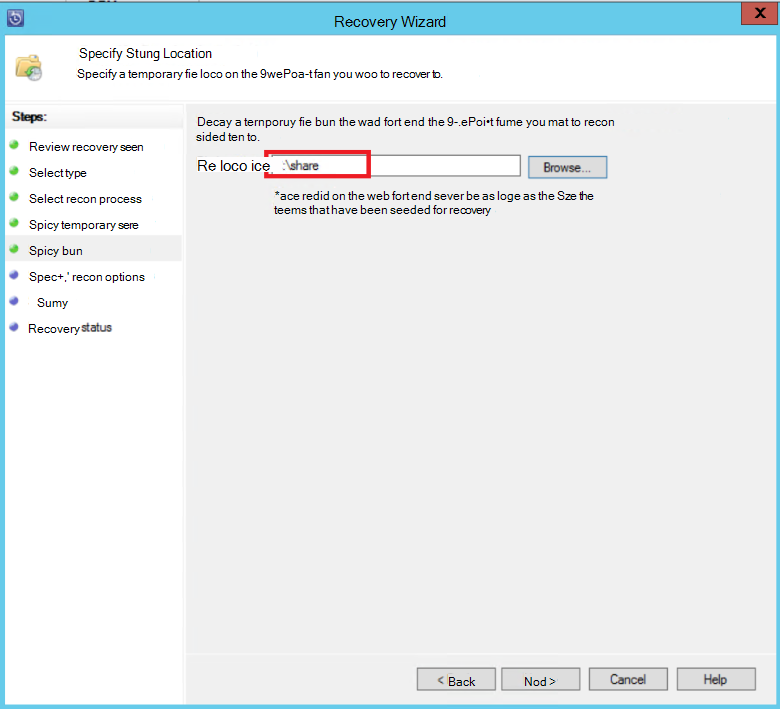 Recovery Wizard
X
Specify Stung Location
Specify a temporary fie loco on the 9wePoa-t fan you woo to recover to.
Steps:
Review recovery seen
Select type
Select recon process
Spicy temporary sere
Spicy bun
Spec+,' recon options
Sumy
Recovery status
Decay a ternporuy fie bun the wad fort end the 9-.ePoi•t fume you mat to recon
sided ten to.
Re loco ice :\share
Browse...
*ace redid on the web fort end sever be as loge as the Sze the
teems that have been seeded for recovery
< Back
Nod >
Cancel
Help